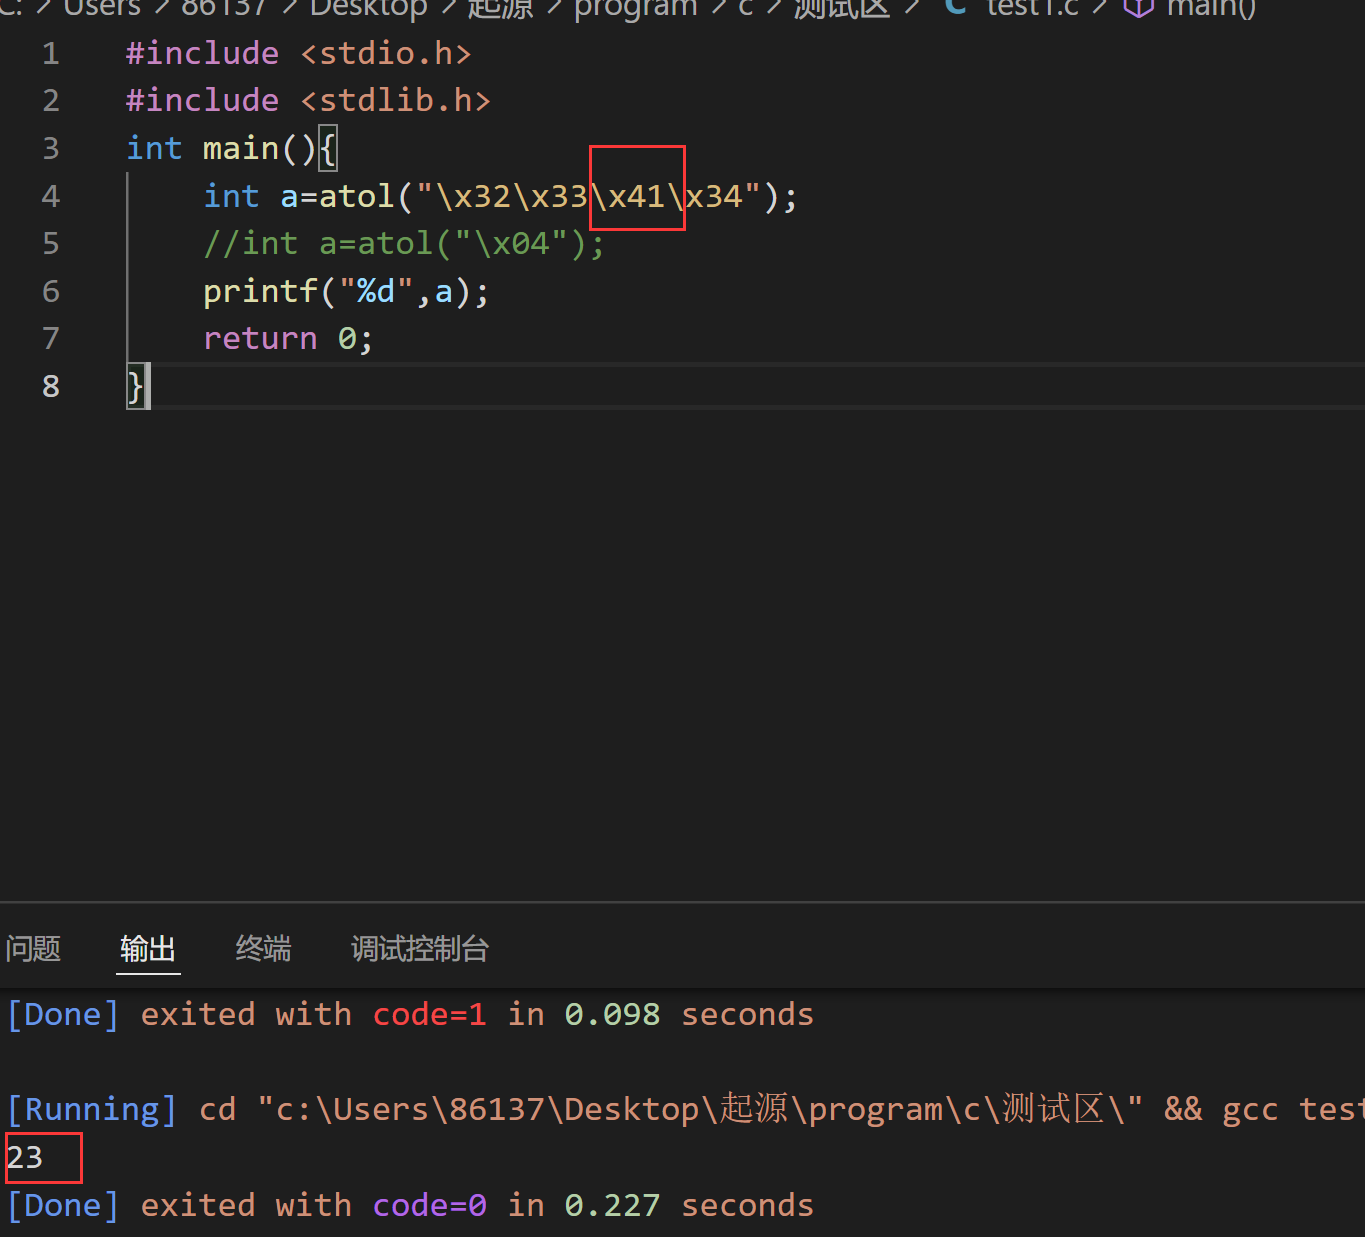 C: > Users > 86137 > Desktop > 起源 > program > c > 测试区 > C test1.c > main()
1 #include <stdio.h>
2 #include <stdlib.h>
3 int main(){
4 int a=atol("\x32\x33\x41\x34");
5 //int a=atol("\x04");
6 printf("%d",a);
7 return 0;
8 }
问题 输出 终端 调试控制台
[Done] exited with code=1 in 0.098 seconds
[Running] cd "c:\Users\86137\Desktop\起源\program\c\测试区\" && gcc test
23
[Done] exited with code=0 in 0.227 seconds